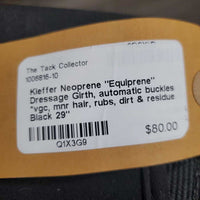 The Tack Collector
1006816-10
Kieffer Neoprene "Equiprene"
Dressage Girth, automatic buckles
"vgc, mnr hair, rubs, dirt & residue
Black 29"
$80.00
Q1X3G9